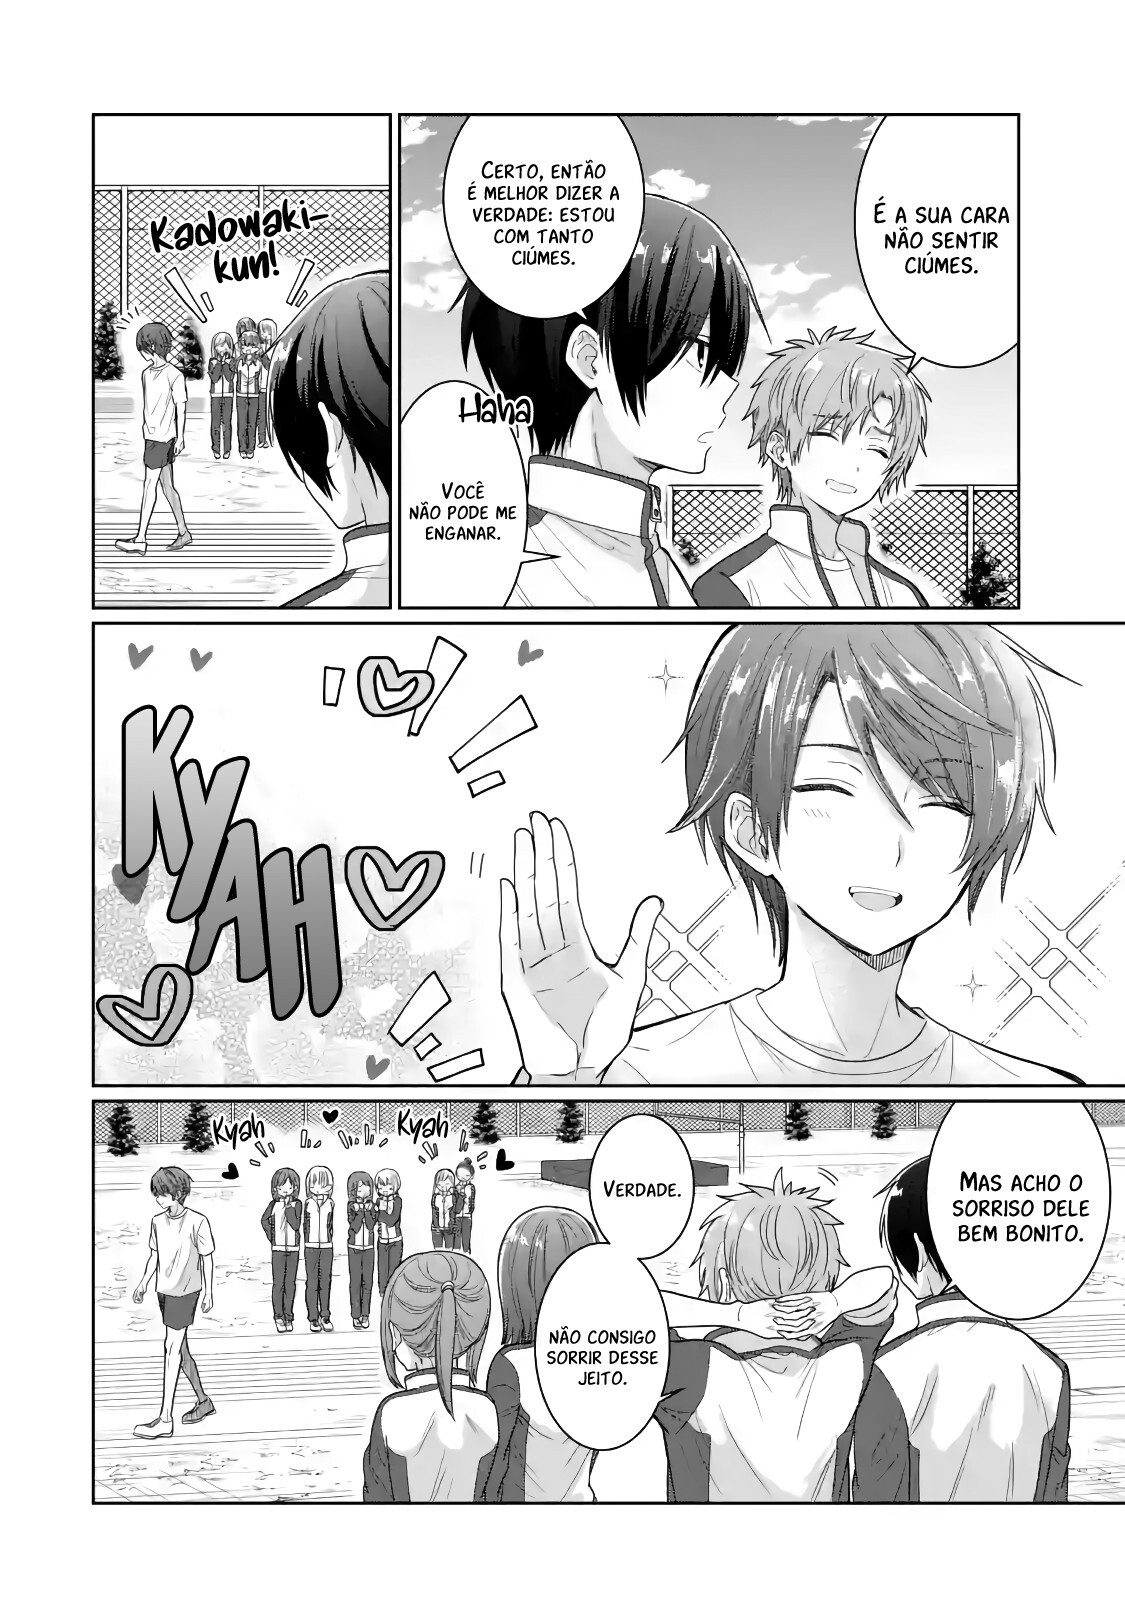 É A SUA CARA
NÃO SENTIR
CIÚMES.
CERTO, ENTÃO
É MELHOR DIZER A
VERDADE: ESTOU
COM TANTO
CIÚMES.
Haha
VOCÊ
NÃO PODE ME
ENGANAR.
Kadowaki-
kun!
KYAH
MAS ACHO O
SORRISO DELE
BEM BONITO.
VERDADE.
NÃO CONSIGO
SORRIR DESSE
JEITO.
Kyah
Kyah